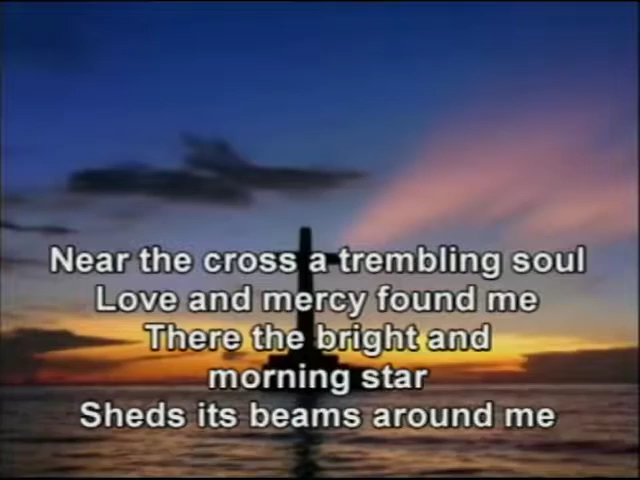 Near the cross a trembling soul
Love and mercy found me
There the bright and
morning star
Sheds its beams around me